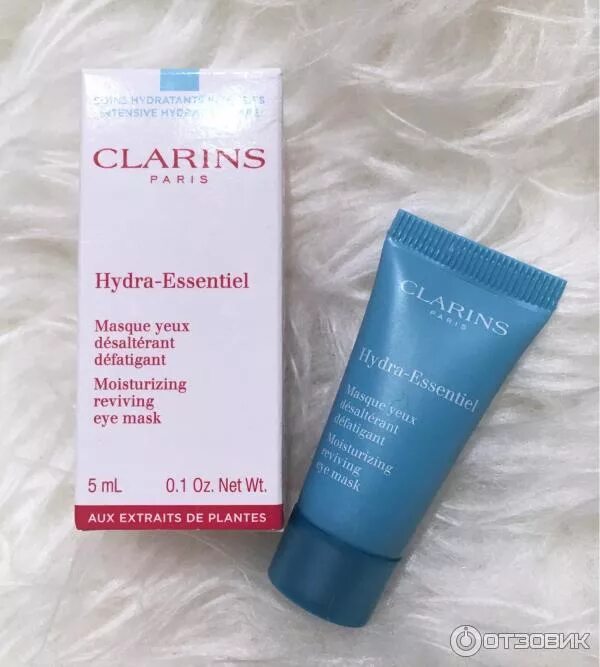 SOINS HYDRATANTS
INTENSIVE
CLARINS
PARIS
Hydra-Essentiel
Masque yeux
désaltérant
défatigant
Moisturizing
reviving
eye mask
5 mL 0.1 Oz. Net Wt.
AUX EXTRAITS DE PLANTES
CLARINS
PARIS
Hydra-Essentiel
Masque yeux
désaltérant
défatigant
Moisturizing
reviving
eye mask
ОТЗОВИК